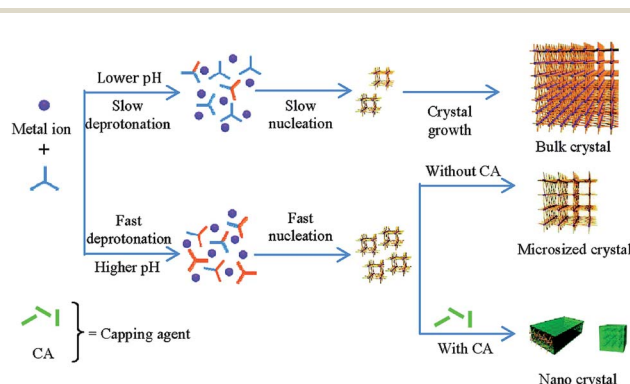 Lower pH
Slow
deprotonation
Slow
nucleation
Crystal
growth
Bulk crystal
Metal ion
+
Fast
deprotonation
Higher pH
Fast
nucleation
Without CA
Microsized crystal
With CA
Nano crystal
CA
= Capping agent